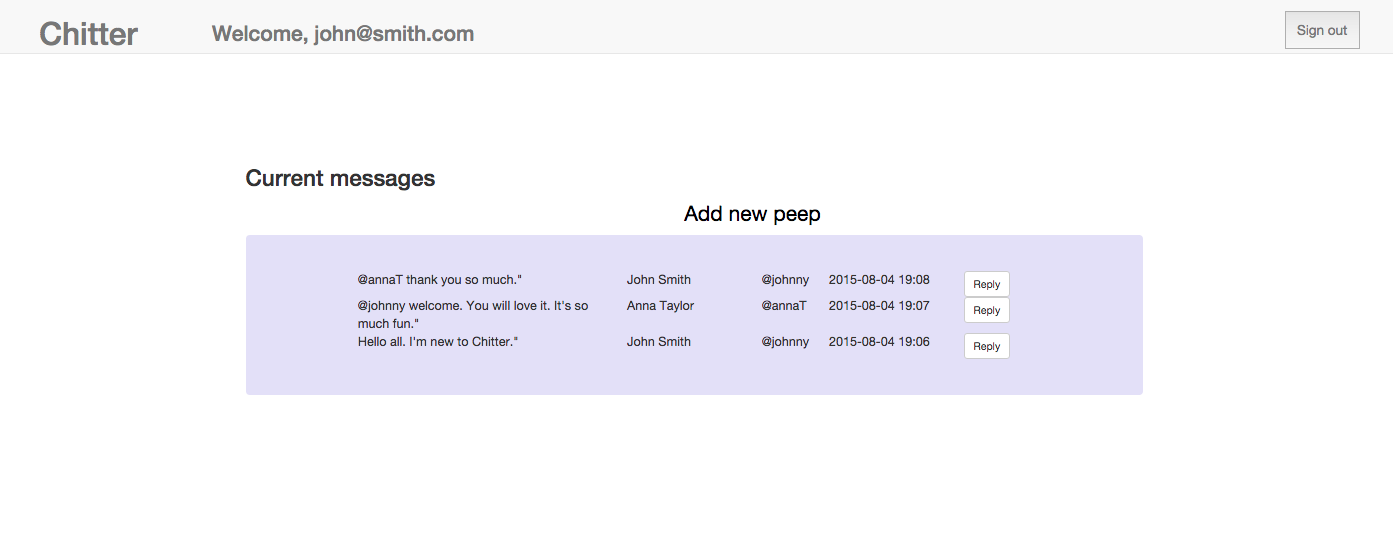 Chitter Welcome, john@smith.com Sign out
Current messages
Add new peep
@annaT thank you so much." John Smith @johnny 2015-08-04 19:08 Reply
@johnny welcome. You will love it. It's so Anna Taylor @annaT 2015-08-04 19:07 Reply
much fun."
Hello all. I'm new to Chitter." John Smith @johnny 2015-08-04 19:06 Reply